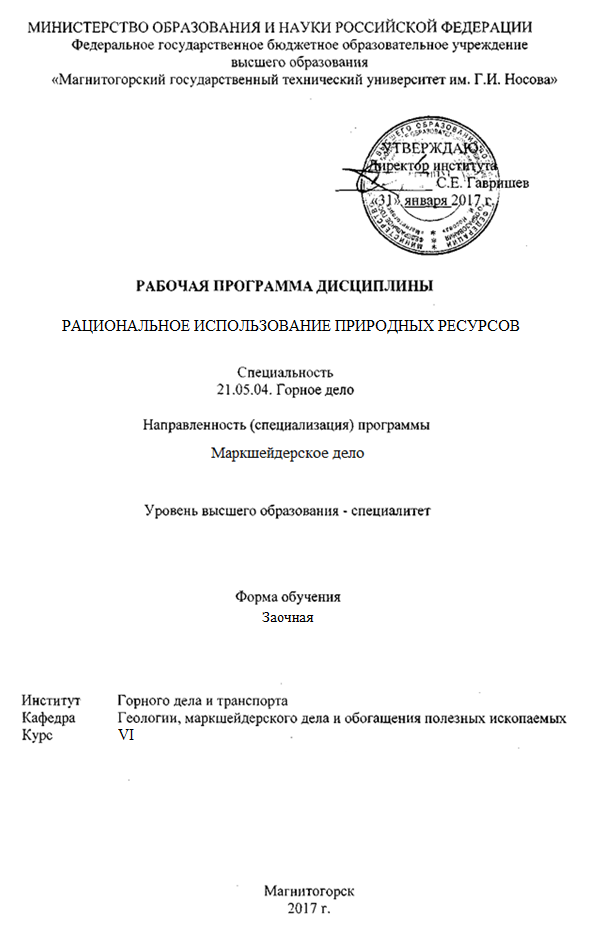 МИНИСТЕРСТВО ОБРАЗОВАНИЯ И НАУКИ РОССИЙСКОЙ ФЕДЕРАЦИИ
Федеральное государственное бюджетное образовательное учреждение
высшего образования
«Магнитогорский государственный технический университет им. Г.И. Носова»
УТВЕРЖДАЮ
Директор института
С.Е. Гавришев
«31» января 2017 г.
РАБОЧАЯ ПРОГРАММА ДИСЦИПЛИНЫ
РАЦИОНАЛЬНОЕ ИСПОЛЬЗОВАНИЕ ПРИРОДНЫХ РЕСУРСОВ
Специальность
21.05.04. Горное дело
Направленность (специализация) программы
Маркшейдерское дело
Уровень высшего образования - специалитет
Форма обучения
Заочная
Институт Горного дела и транспорта
Кафедра Геологии, маркшейдерского дела и обогащения полезных ископаемых
Курс VI
Магнитогорск
2017 г.